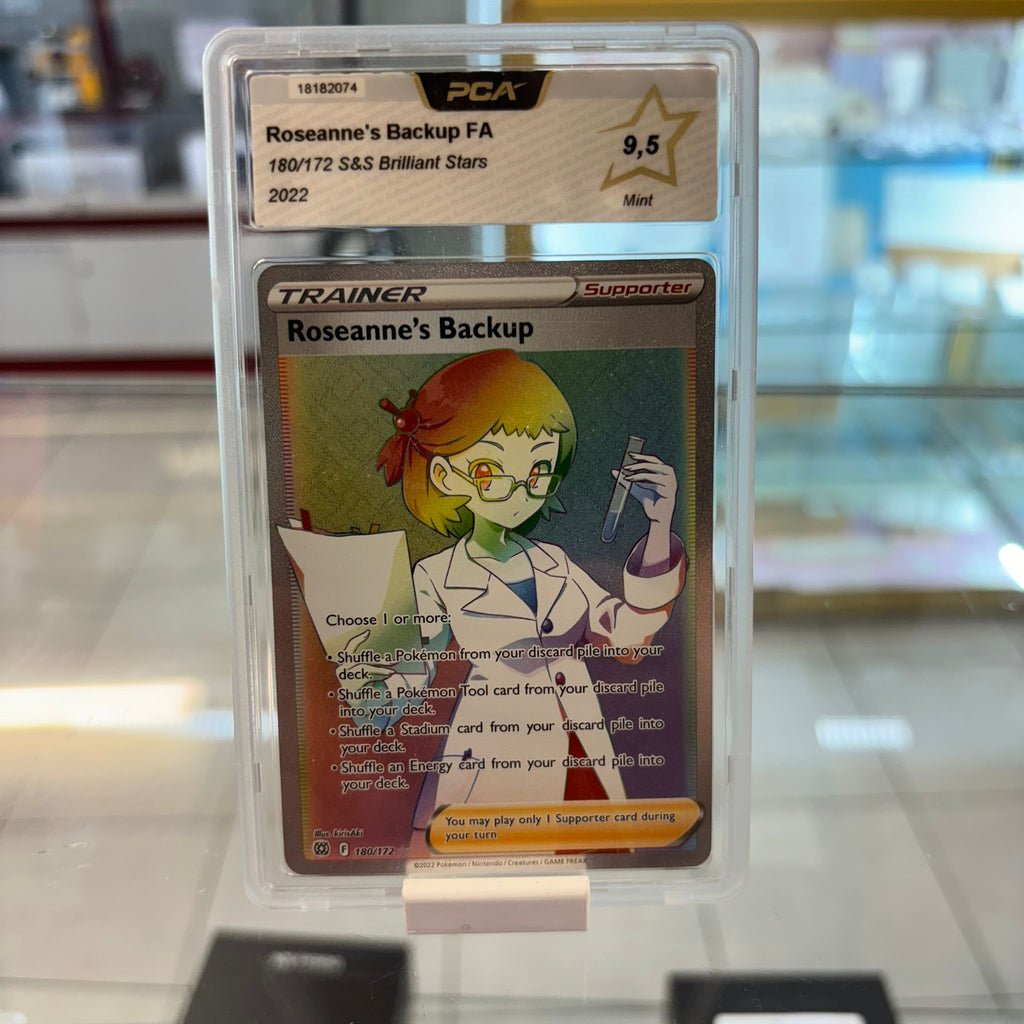 18182074
PCA
Roseanne's Backup FA
180/172 S&S Brilliant Stars
2022
9,5
Mint
TRAINER
Supporter
Roseanne's Backup
Choose 1 or more:
• Shuffle a Pokémon from your discard pile into your
deck.
• Shuffle a Pokémon Tool card from your discard pile
into your deck.
• Shuffle a Stadium card from your discard pile into
your deck.
• Shuffle an Energy card from your discard pile into
your deck.
You may play only 1 Supporter card during
your turn.
Illus. kirisAki
F 180/172
©2022 Pokémon / Nintendo / Creatures / GAME FREAK